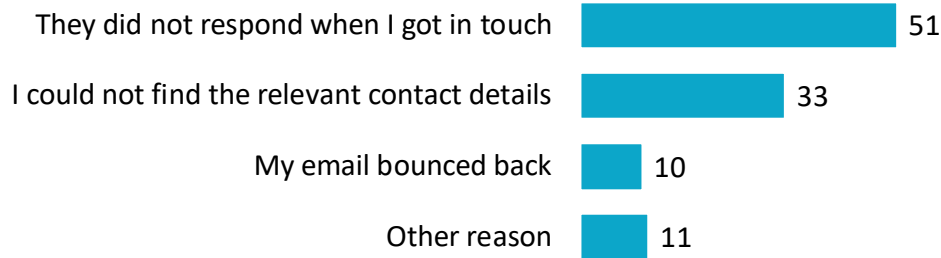 They did not respond when I got in touch 51
I could not find the relevant contact details 33
My email bounced back 10
Other reason 11